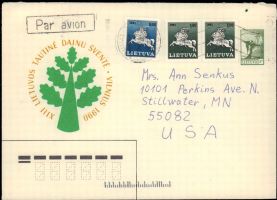 Par avion
XIII LIETUVOS TAUTINĖ DAINŲ ŠVENTĖ • VILNIUS 1990
LIETUVA LIETUVA LIETUVA
Mrs. Ann Senkus
10101 Perkins Ave. N.
Stillwater, MN
55082
USA